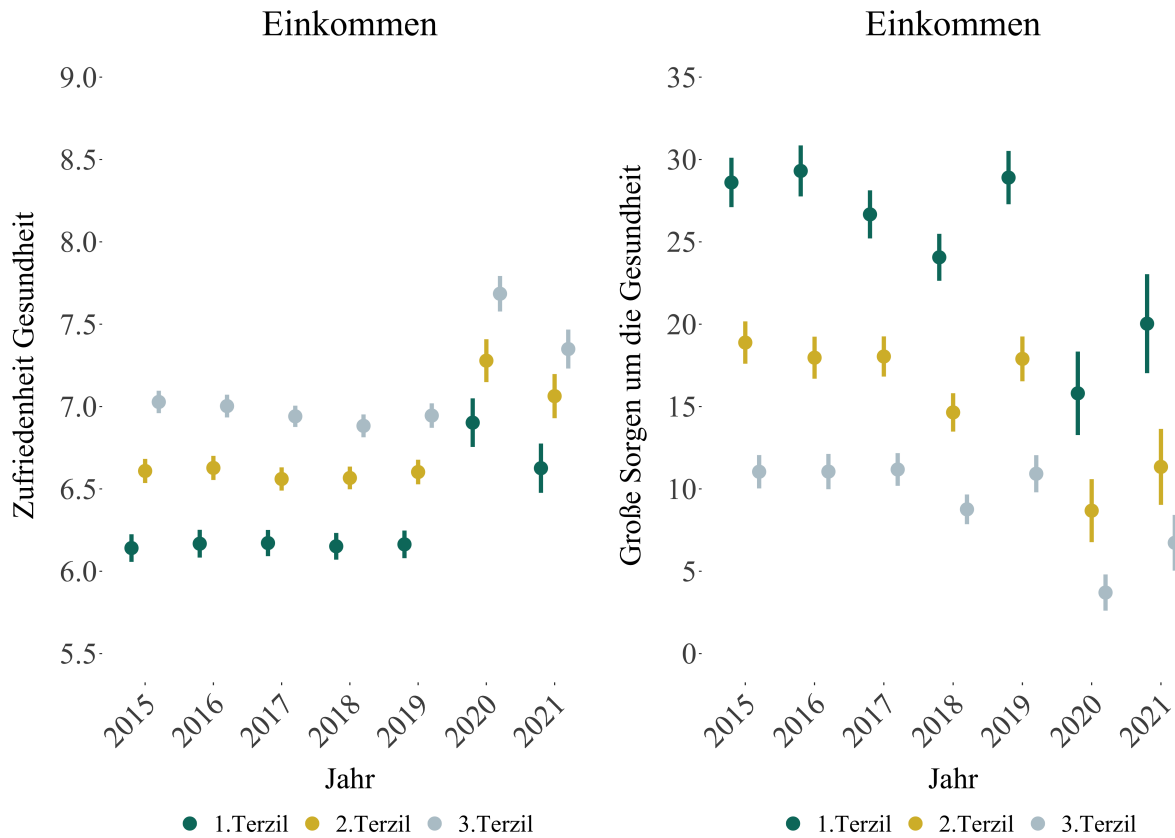 Einkommen
Zufriedenheit Gesundheit
9.0
8.5
8.0
7.5
7.0
6.5
6.0
5.5
2015 2016 2017 2018 2019 2020 2021
Jahr
1.Terzil 2.Terzil 3.Terzil
Einkommen
Große Sorgen um die Gesundheit
35
30
25
20
15
10
5
0
2015 2016 2017 2018 2019 2020 2021
Jahr
1.Terzil 2.Terzil 3.Terzil